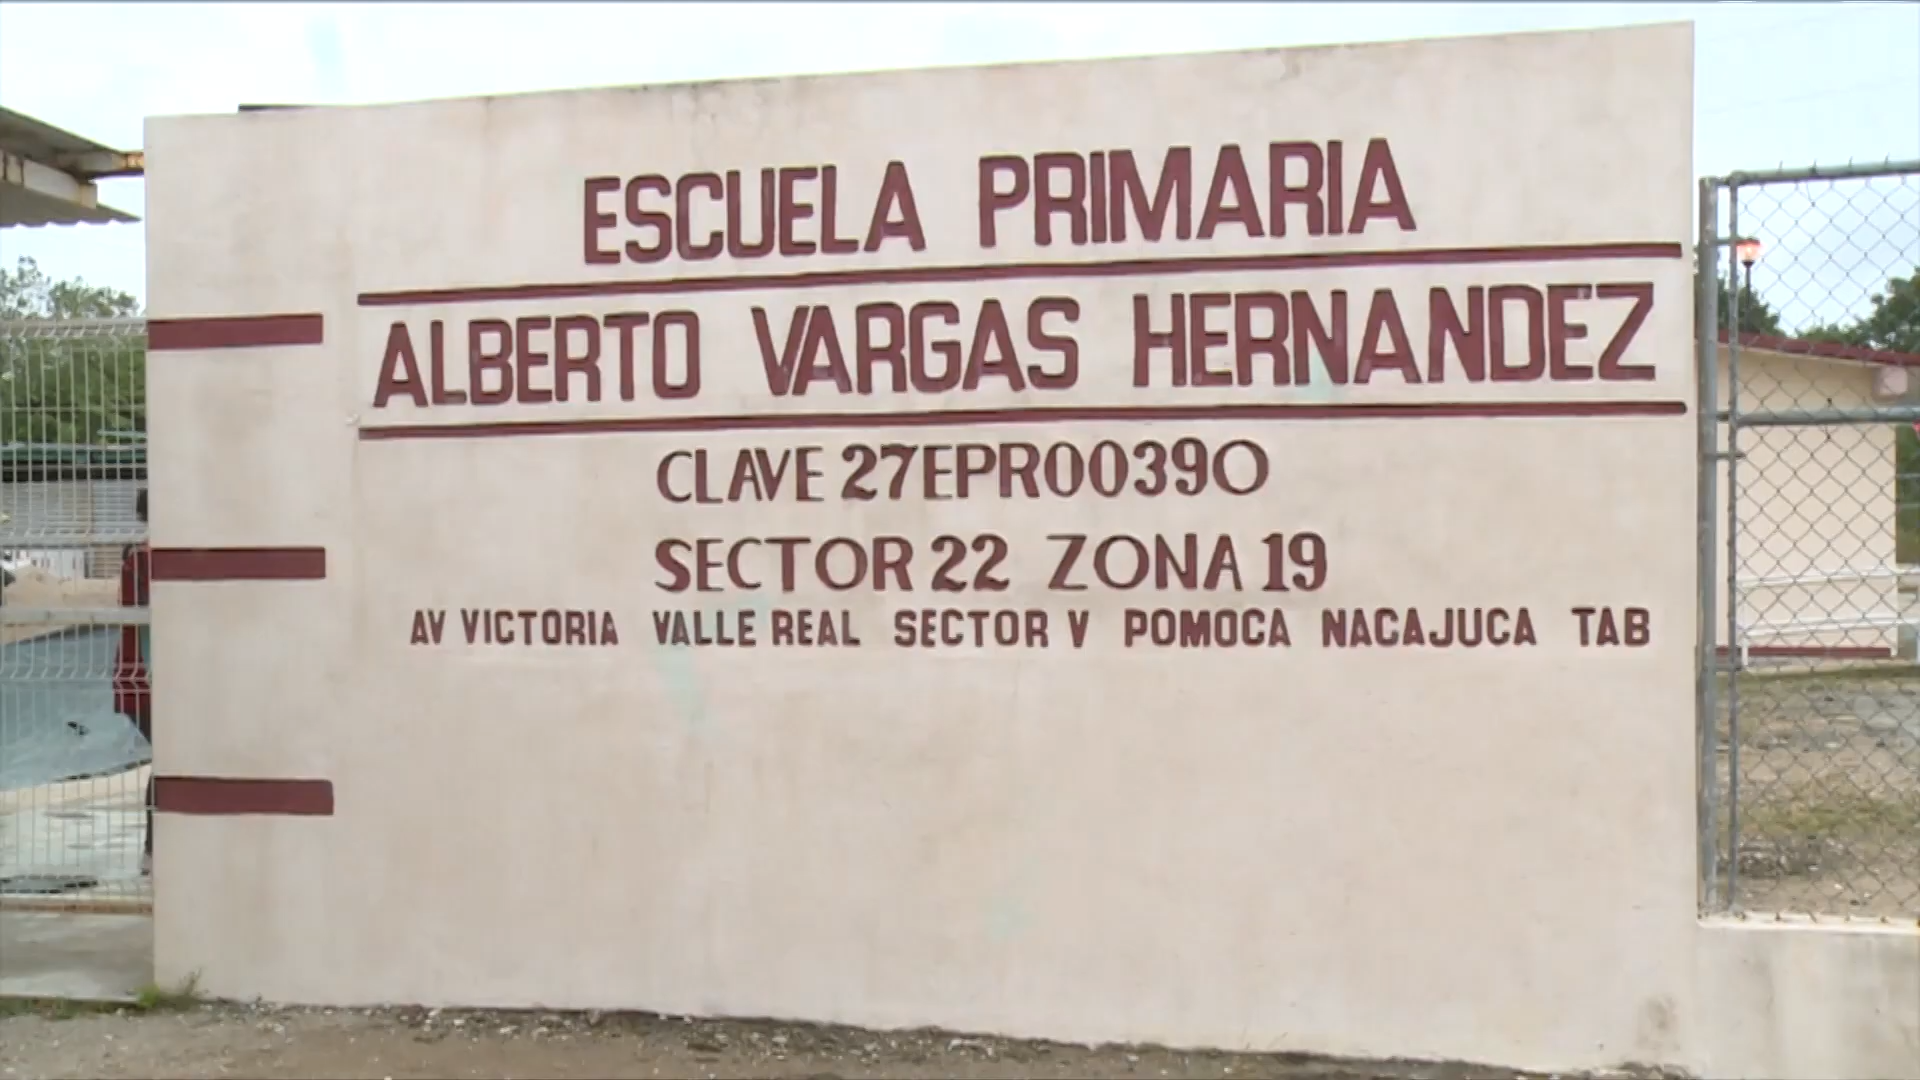 ESCUELA PRIMARIA
ALBERTO VARGAS HERNANDEZ
CLAVE 27EPR0039O
SECTOR 22 ZONA 19
AV VICTORIA VALLE REAL SECTOR V POMOCA NACAJUCA TAB